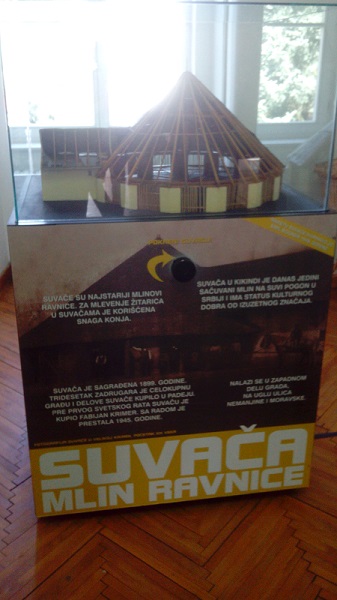 SUVAČE SU NAJSTARIJI MLINOVI
RAVNICE. ZA MLEVENJE ŽITARICA
U SUVAČAMA JE KORIŠĆENA
SNAGA KONJA.
SUVAČA U KIKINDI JE DANAS JEDINI
SAČUVANI MLIN NA SUVI POGON U
SRBIJI I IMA STATUS KULTURNOG
DOBRA OD IZUZETNOG ZNAČAJA.
SUVAČA JE SAGRAĐENA 1899. GODINE.
TRIDESETAK ZADRUGARA JE CELOKUPNU
GRAĐU I DELOVE SUVAČE KUPILO U PADEJU.
PRE PRVOG SVETSKOG RATA SUVAČU JE
KUPIO FABIJAN KRIMER. SA RADOM JE
PRESTALA 1945. GODINE.
NALAZI SE U ZAPADNOM
DELU GRADA,
NA UGLU ULICA
NEMANJINE I MORAVSKE.
SUVAČA
MLIN RAVNICE